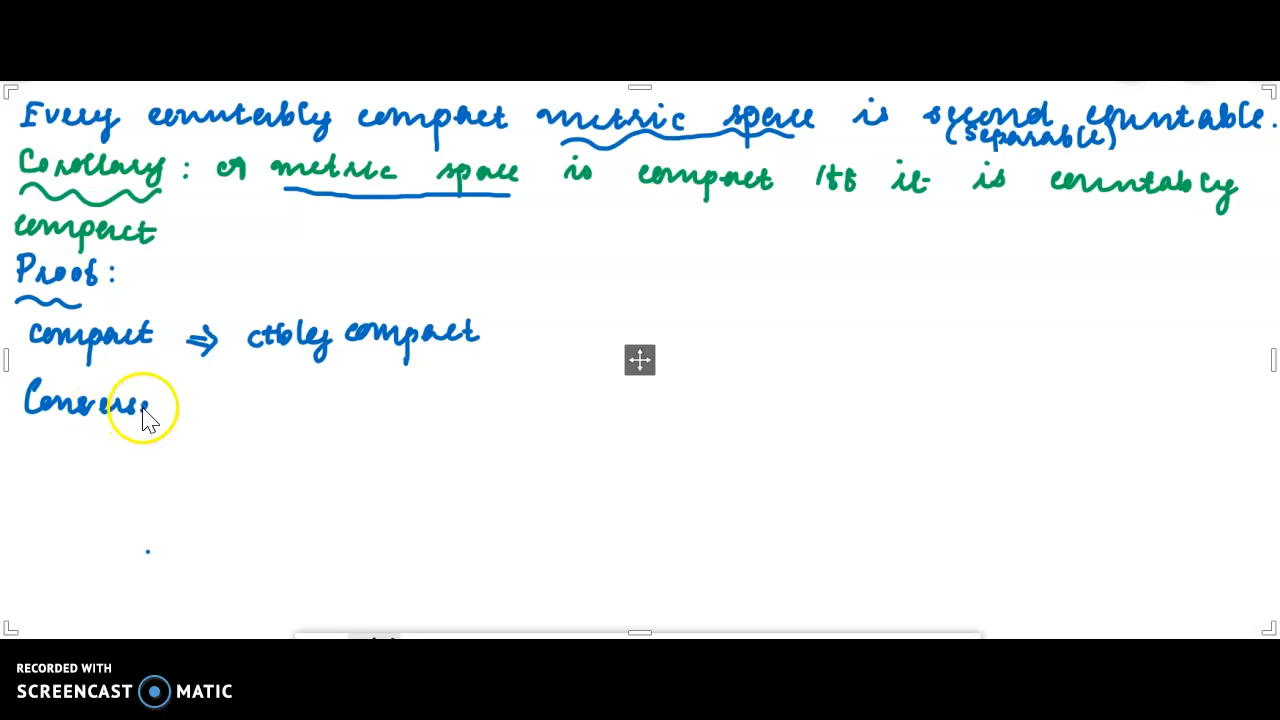 Every countably compact metric space is second countable.
(separable)
Corollary : A metric space is compact iff it is countably
compact
Proof :
compact ⇒ ctbly compact
Converse
RECORDED WITH
SCREENCAST MATIC